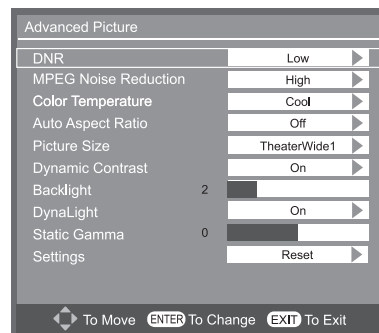 Advanced Picture
DNR Low
MPEG Noise Reduction High
Color Temperature Cool
Auto Aspect Ratio Off
Picture Size TheaterWide1
Dynamic Contrast On
Backlight 2
DynaLight On
Static Gamma 0
Settings Reset
To Move ENTER To Change EXIT To Exit